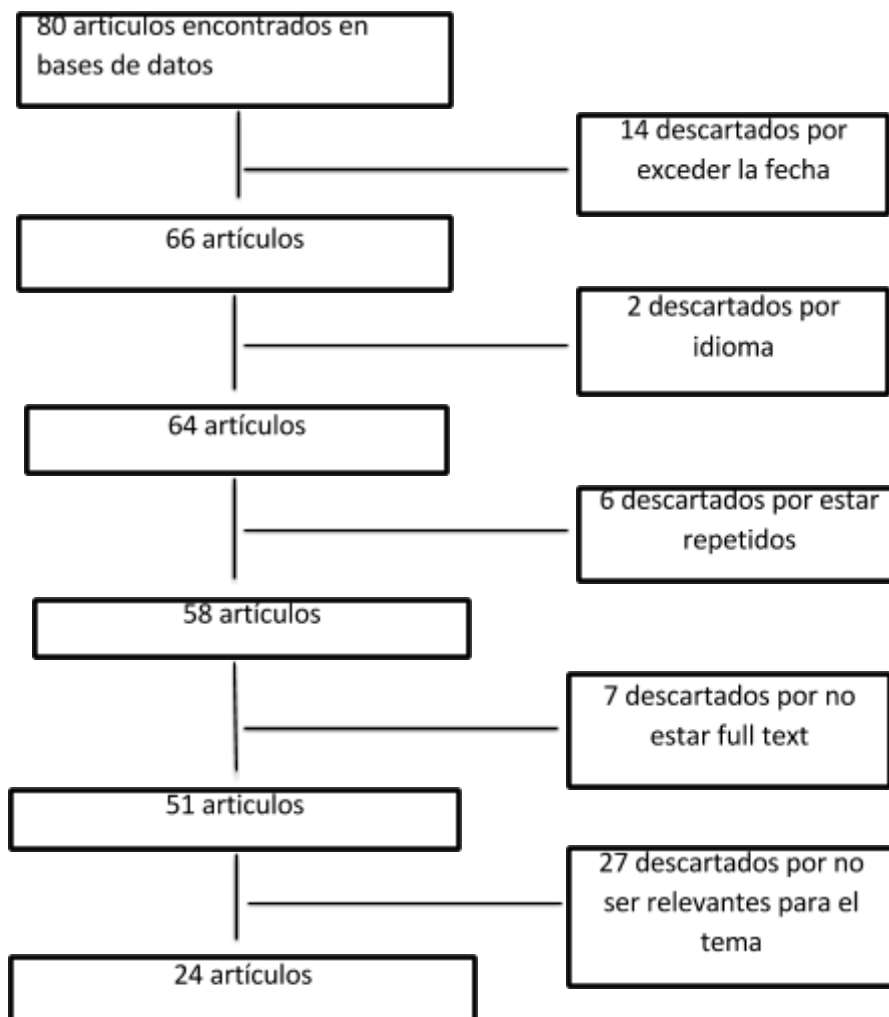 80 artículos encontrados en
bases de datos
14 descartados por
exceder la fecha
66 artículos
2 descartados por
idioma
64 artículos
6 descartados por estar
repetidos
58 artículos
7 descartados por no
estar full text
51 articulos
27 descartados por no
ser relevantes para el
tema
24 artículos